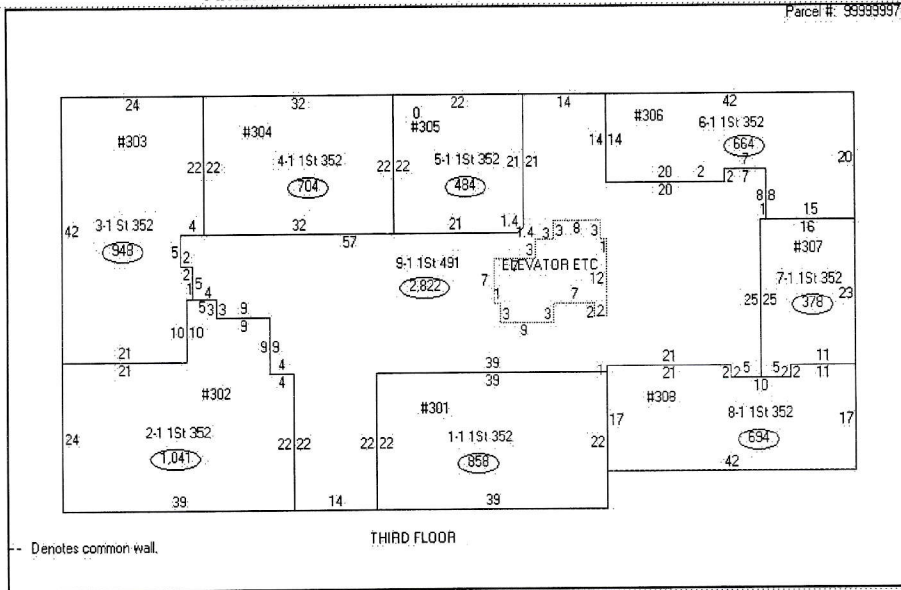 Parcel #: 99999997
24 32 22 14 42
#303 #304 0 #305 #306
6-1 1St 352
664
4-1 1St 352
704
5-1 1St 352
484
22 22 22 22 21 21 14 14 20
7
20 2 2 7
20
8 8
3-1 1St 352
948
42
4 32 21 1.4
57
1.4 3 8 3
3
1 15
16
#307
5 2 2 5
1 4
5 3 3 9
9
9-1 1St 491
2,822
ELEVATOR ETC
7 7 12
1 7
3 3 2 2
9
7-1 1St 352
378
25 25 23
10 10
9 9
21
21
4
4
39
39
1 21
21
5 5
2 2 2 2
10
11
11
#302
#301
#308
2-1 1St 352
1,041
1-1 1St 352
858
8-1 1St 352
694
24 22 22 22 22 22 17 17
42
39 14 39
THIRD FLOOR
-- Denotes common wall.